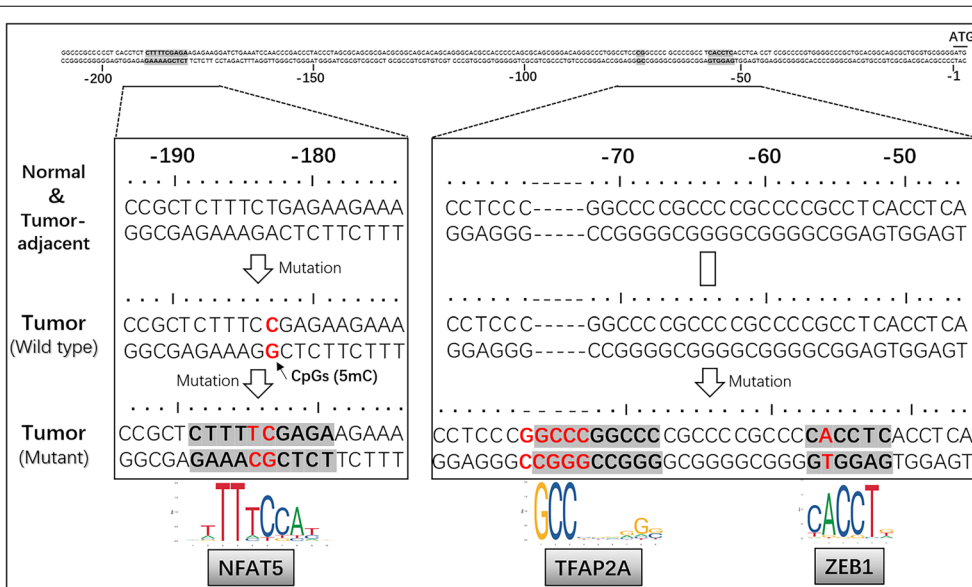 ATG
-200 -150 -100 -50 -1
-190 -180
Normal
&
Tumor-
adjacent
CCGCTCTTTCTGAGAAGAAA
GGCGAGAAAGACTCTTCTTT
Mutation
Tumor
(Wild type)
CCGCTCTTTCCGAGAAGAAA
GGCGAGAAAGGCTCTTCTTT
CpGs (5mC)
Mutation
Tumor
(Mutant)
CCGCTCTTTTCGAGAAGAAA
GGCGAGAAACGCTCTTCTTT
NFAT5
-70 -60 -50
CCTCCC-----GGCCCCGCCCCGCCCCGCCTCACCTCA
GGAGGG-----CCGGGGCGGGGCGGGGCGGAGTGGAGT
CCTCCC-----GGCCCCGCCCCGCCCCGCCTCACCTCA
GGAGGG-----CCGGGGCGGGGCGGGGCGGAGTGGAGT
Mutation
CCTCCCGGCCCGGCCCCGCCCCGCCCCACCTCACCTCA
GGAGGGCCGGGCCGGGGCGGGGCGGGGTGGAGTGGAGT
TFAP2A
ZEB1